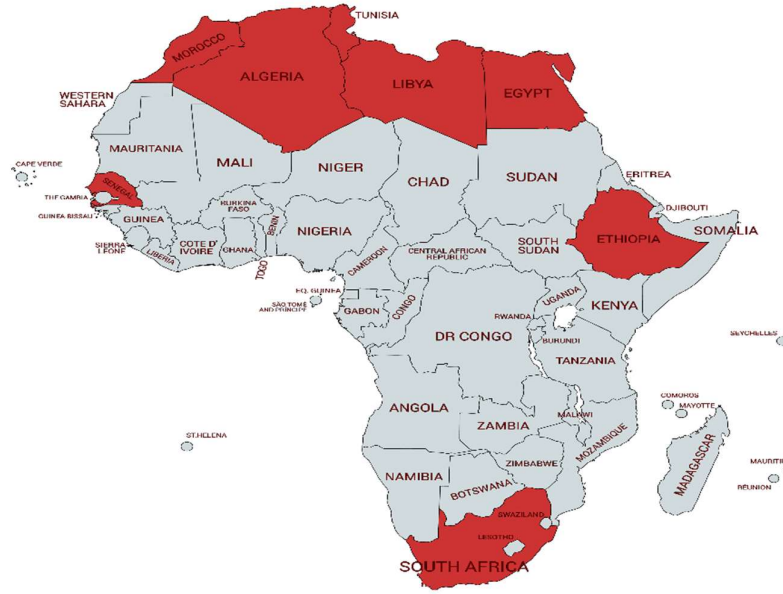 TUNISIA
MOROCCO
ALGERIA
LIBYA
EGYPT
WESTERN
SAHARA
MAURITANIA
MALI
NIGER
CHAD
SUDAN
ERITREA
CAPE VERDE
SENEGAL
THE GAMBIA
GUINEA BISSAU
GUINEA
BURKINA
FASO
BENIN
DJIBOUTI
SOMALIA
ETHIOPIA
SIERRA
LEONE
LIBERIA
COTE D'
IVOIRE
GHANA
TOGO
NIGERIA
CAMEROON
CENTRAL AFRICAN
REPUBLIC
SOUTH
SUDAN
EQ. GUINEA
SÃO TOMÉ
AND PRINCIPE
GABON
CONGO
DR CONGO
UGANDA
KENYA
RWANDA
BURUNDI
TANZANIA
SEYCHELLES
ANGOLA
ZAMBIA
MALAWI
MOZAMBIQUE
COMOROS
MAYOTTE
MADAGASCAR
MAURITI
RÉUNION
ST.HELENA
NAMIBIA
BOTSWANA
ZIMBABWE
SWAZILAND
LESOTHO
SOUTH AFRICA